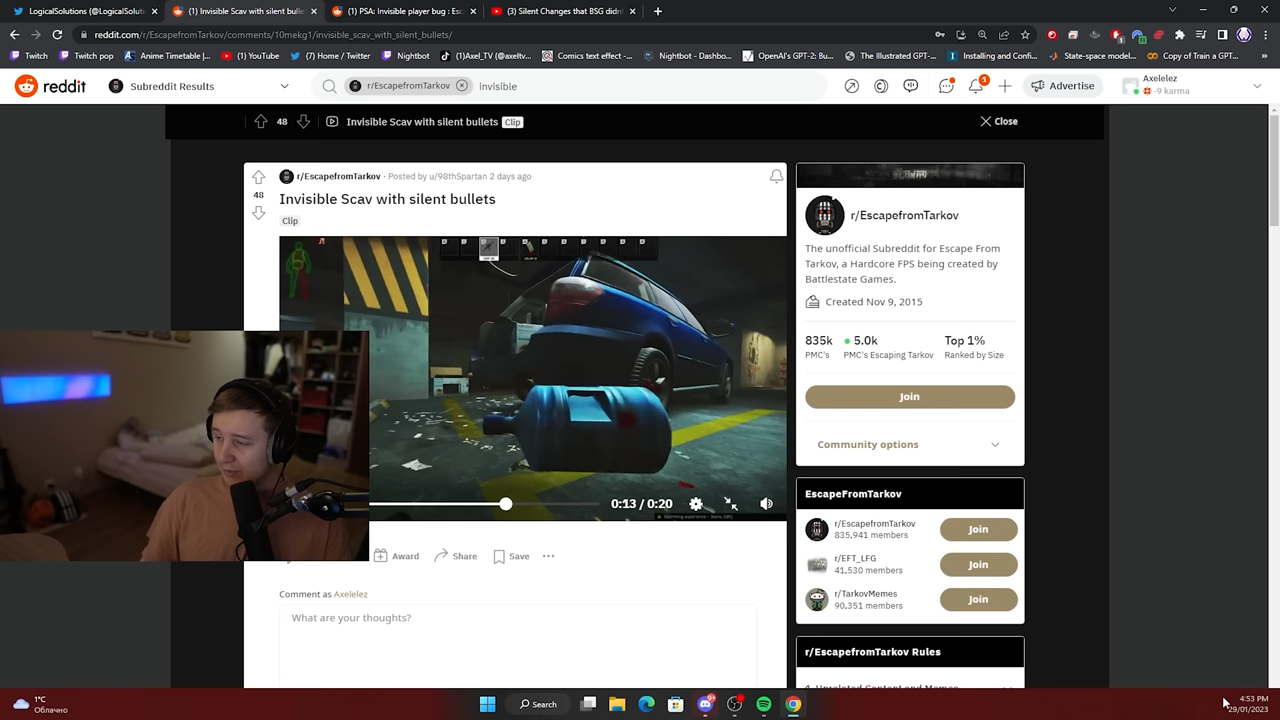 LogicalSolutions (@LogicalSolut
Invisible Scav with silent bulle
PSA: Invisible player bug : Esc
(3) Silent Changes that BSG didn
reddit.com/r/EscapefromTarkov/comments/10mekg1/invisible_scav_with_silent_bullets/
Twitch
Patreon
Anime Timetable |
(1) YouTube
(7) Home / Twitter
Nightbot
Axel_TV (@axeltv
Comics text effect -
Nightbot - Dashbo
OpenAI's GPT-2: Bu
The Illustrated GPT-
Installing and Confi
State-space model
Copy of Train a GPT
»
reddit
Subreddit Results
r/EscapefromTarkov
invisible
1
Advertise
Axelelez
-9 karma
48
Invisible Scav with silent bullets
Clip
Close
r/EscapefromTarkov · Posted by u/98thSpartan 2 days ago
48
Invisible Scav with silent bullets
Clip
0:13 / 0:20
Award
Share
Save
Comment as Axelelez
What are your thoughts?
r/EscapefromTarkov
The unofficial Subreddit for Escape From
Tarkov, a Hardcore FPS being created by
Battlestate Games.
Created Nov 9, 2015
835k
5.0k
Top 1%
PMC's
PMC's Escaping Tarkov
Ranked by Size
Join
Community options
EscapeFromTarkov
r/EscapefromTarkov
835,941 members
Join
r/EFT_LFG
41,530 members
Join
r/TarkovMemes
90,351 members
Join
r/EscapefromTarkov Rules
1°C
Облачно
Search
4:53 PM
29/01/2023